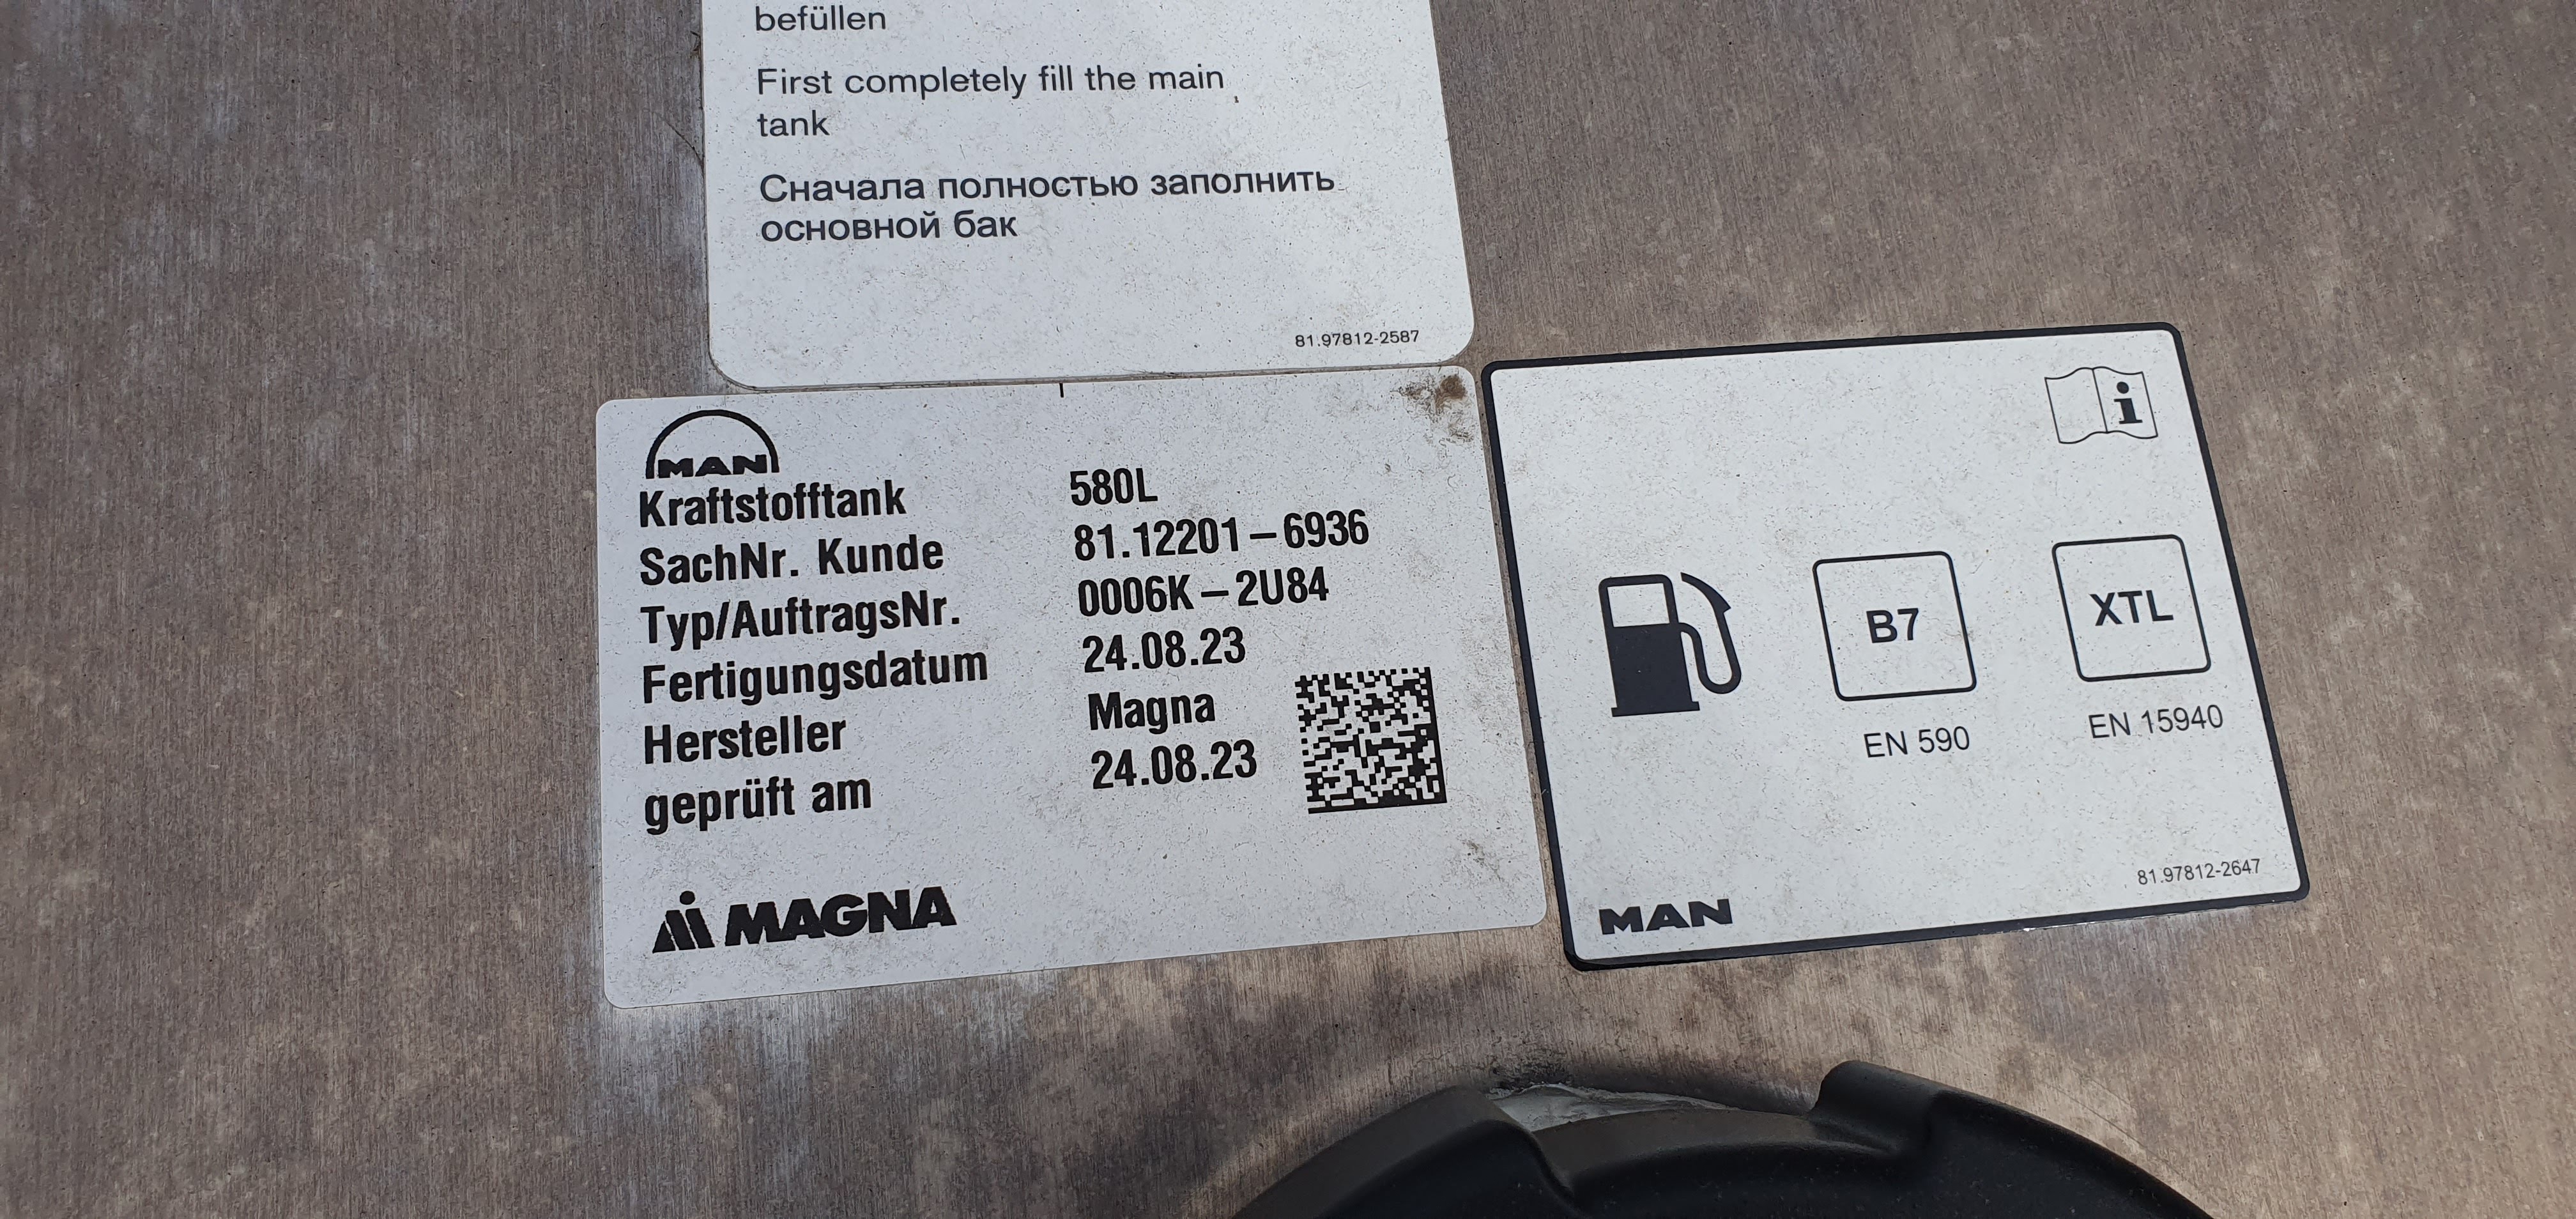 befüllen
First completely fill the main
tank
Сначала полностью заполнить
основной бак
81.97812-2587
MAN
Kraftstofftank 580L
SachNr. Kunde 81.12201-6936
Typ/AuftragsNr. 0006K-2U84
Fertigungsdatum 24.08.23
Hersteller Magna
geprüft am 24.08.23
MAGNA
i
B7
XTL
EN 590
EN 15940
81.97812-2647
MAN